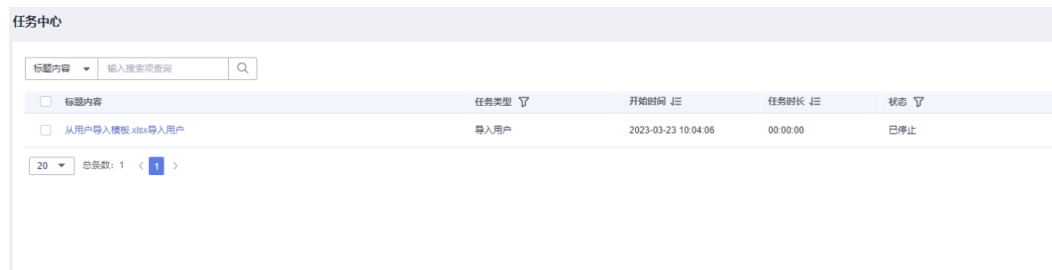 任务中心
标题内容 输入搜索项查询
标题内容 任务类型 开始时间 任务时长 状态
从用户导入模板.xlsx导入用户 导入用户 2023-03-23 10:04:06 00:00:00 已停止
20 总条数: 1 < 1 >